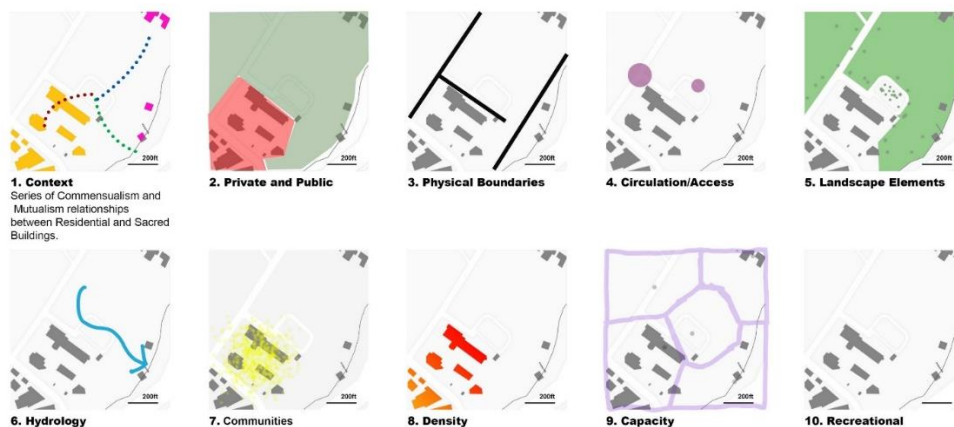 200ft
200ft
200ft
200ft
200ft
1. Context
2. Private and Public
3. Physical Boundaries
4. Circulation/Access
5. Landscape Elements
Series of Commensualism and
Mutualism relationships
between Residential and Sacred
Buildings.
200ft
200ft
200ft
200ft
200ft
6. Hydrology
7. Communities
8. Density
9. Capacity
10. Recreational